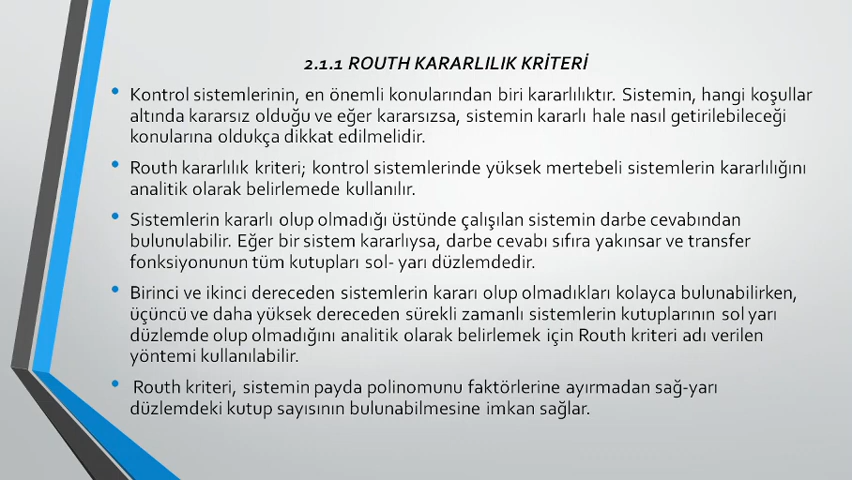 2.1.1 ROUTH KARARLILIK KRİTERİ
• Kontrol sistemlerinin, en önemli konularından biri kararlılıktır. Sistemin, hangi koşullar
altında kararsız olduğu ve eğer kararsızsa, sistemin kararlı hale nasıl getirilebileceği
konularına oldukça dikkat edilmelidir.
• Routh kararlılık kriteri; kontrol sistemlerinde yüksek mertebeli sistemlerin kararlılığını
analitik olarak belirlemede kullanılır.
• Sistemlerin kararlı olup olmadığı üstünde çalışılan sistemin darbe cevabından
bulunulabilir. Eğer bir sistem kararlıysa, darbe cevabı sıfıra yakınsar ve transfer
fonksiyonunun tüm kutupları sol- yarı düzlemdedir.
• Birinci ve ikinci dereceden sistemlerin kararı olup olmadıkları kolayca bulunabilirken,
üçüncü ve daha yüksek dereceden sürekli zamanlı sistemlerin kutuplarının sol yarı
düzlemde olup olmadığını analitik olarak belirlemek için Routh kriteri adı verilen
yöntemi kullanılabilir.
• Routh kriteri, sistemin payda polinomunu faktörlerine ayırmadan sağ-yarı
düzlemdeki kutup sayısının bulunabilmesine imkan sağlar.